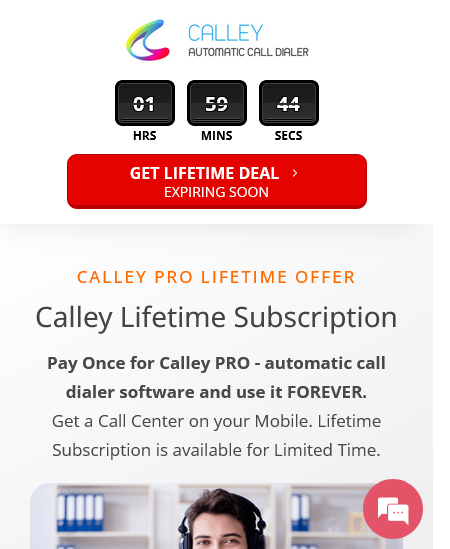 CALLEY
AUTOMATIC CALL DIALER
01 59 44
HRS MINS SECS
GET LIFETIME DEAL
EXPIRING SOON
CALLEY PRO LIFETIME OFFER
Calley Lifetime Subscription
Pay Once for Calley PRO - automatic call
dialer software and use it FOREVER.
Get a Call Center on your Mobile. Lifetime
Subscription is available for Limited Time.